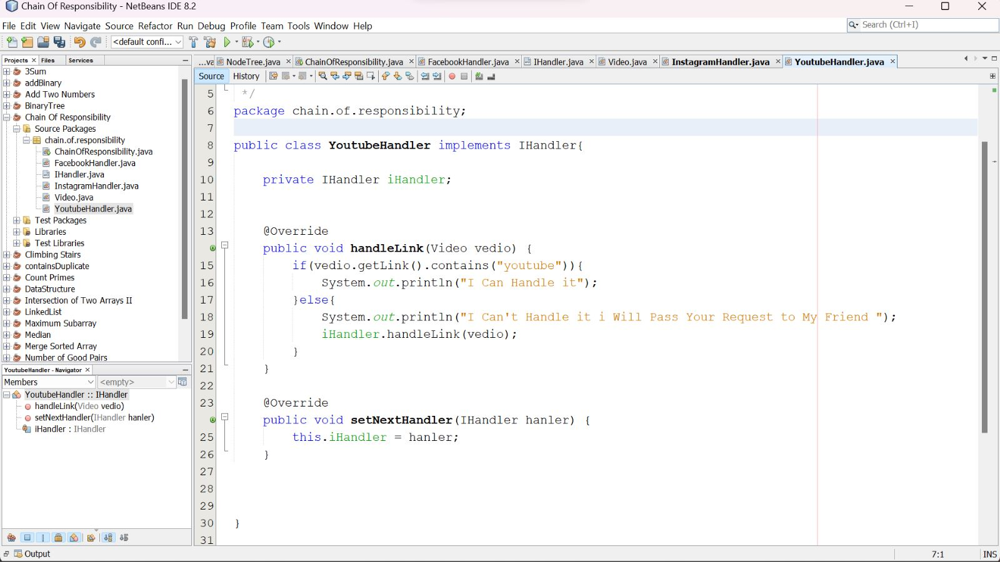 Chain Of Responsibility - NetBeans IDE 8.2
File Edit View Navigate Source Refactor Run Debug Profile Team Tools Window Help
Search (Ctrl+I)
<default confi...
Projects Files Services
3Sum
addBinary
Add Two Numbers
BinaryTree
Chain Of Responsibility
Source Packages
chain.of.responsibility
ChainOfResponsibility.java
FacebookHandler.java
IHandler.java
InstagramHandler.java
Video.java
YoutubeHandler.java
Test Packages
Libraries
Test Libraries
Climbing Stairs
containsDuplicate
Count Primes
DataStructure
Intersection of Two Arrays II
LinkedList
Maximum Subarray
Median
Merge Sorted Array
Number of Good Pairs
YoutubeHandler - Navigator
Members <empty>
YoutubeHandler :: IHandler
handleLink(Video vedio)
setNextHandler(IHandler hanler)
iHandler : IHandler
...va NodeTree.java ChainOfResponsibility.java FacebookHandler.java IHandler.java Video.java InstagramHandler.java YoutubeHandler.java
Source History
5 */
6 package chain.of.responsibility;
7
8 public class YoutubeHandler implements IHandler{
9
10 private IHandler iHandler;
11
12
13 @Override
public void handleLink(Video vedio) {
15 if(vedio.getLink().contains("youtube")){
16 System.out.println("I Can Handle it");
17 }else{
18 System.out.println("I Can't Handle it i Will Pass Your Request to My Friend ");
19 iHandler.handleLink(vedio);
20 }
21 }
22
23 @Override
public void setNextHandler(IHandler hanler) {
25 this.iHandler = hanler;
26 }
27
28
29
30 }
31
Output
7:1 INS